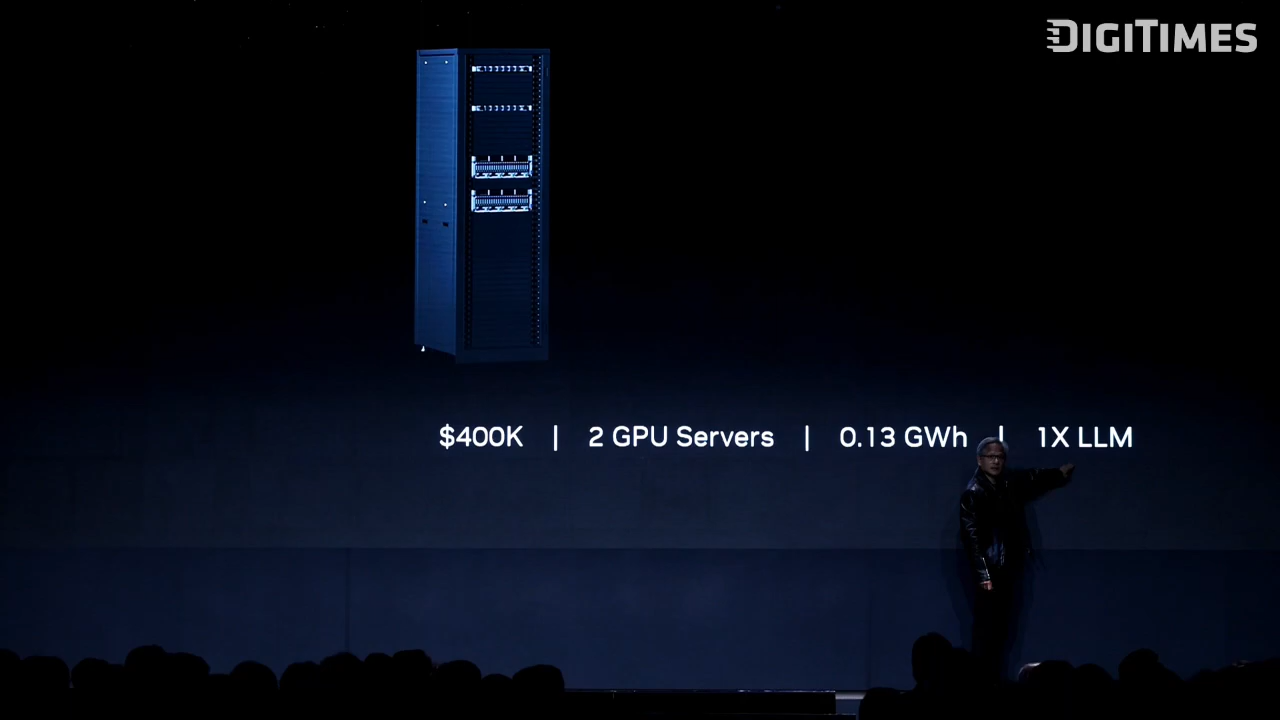 DIGITIMES
$400K | 2 GPU Servers | 0.13 GWh | 1X LLM